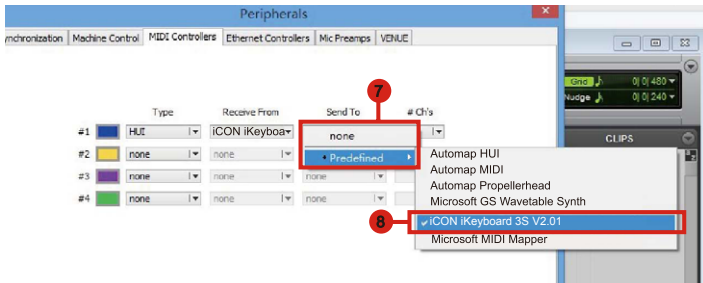 Peripherals
ynchronization Machine Control MIDI Controllers Ethernet Controllers Mic Preamps VENUE
Grid 0| 0| 480
Nudge 0| 0| 240
7
Type Receive From Send To # Ch's
#1 HUI iCON iKeyboa none
CLIPS
#2 none none Predefined
Automap HUI
Automap MIDI
#3 none none none
Automap Propellerhead
#4 none none none
Microsoft GS Wavetable Synth
8 iCON iKeyboard 3S V2.01
Microsoft MIDI Mapper